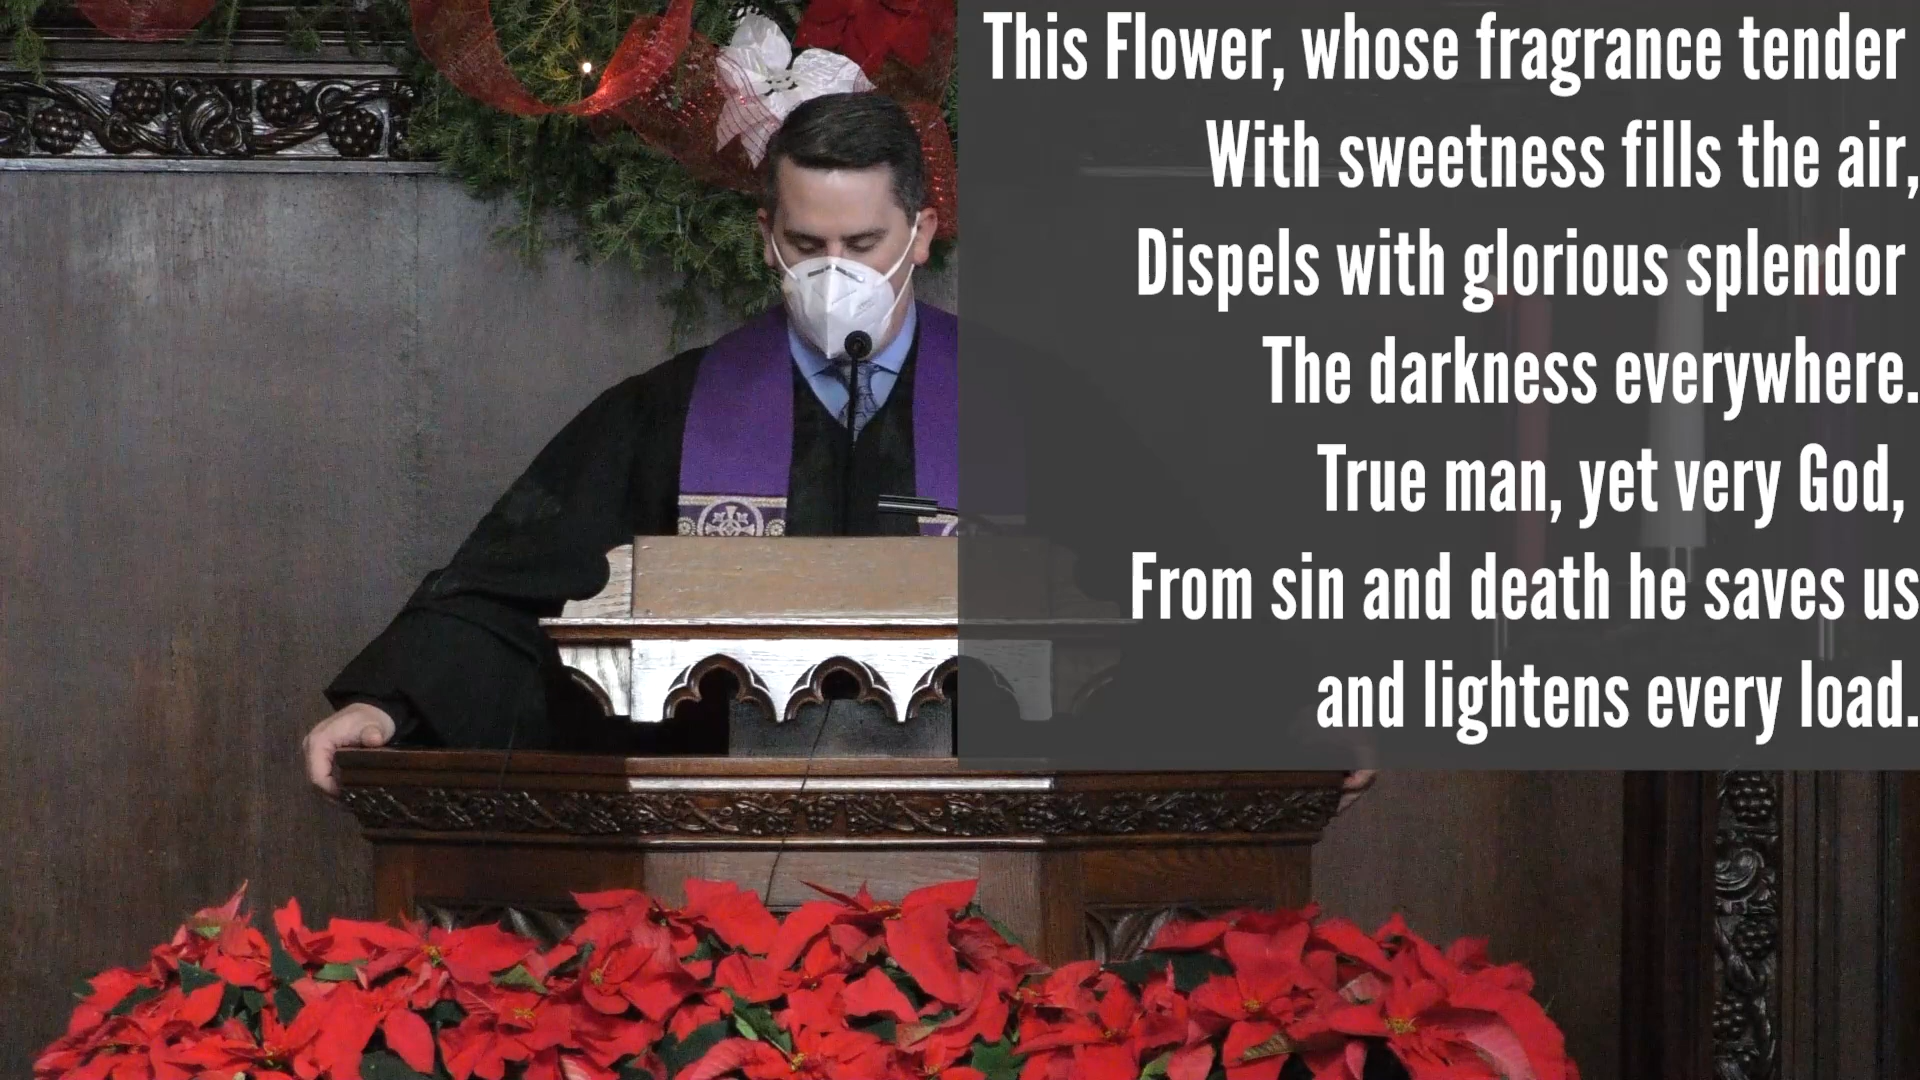 This Flower, whose fragrance tender
With sweetness fills the air,
Dispels with glorious splendor
The darkness everywhere.
True man, yet very God,
From sin and death he saves us
and lightens every load.